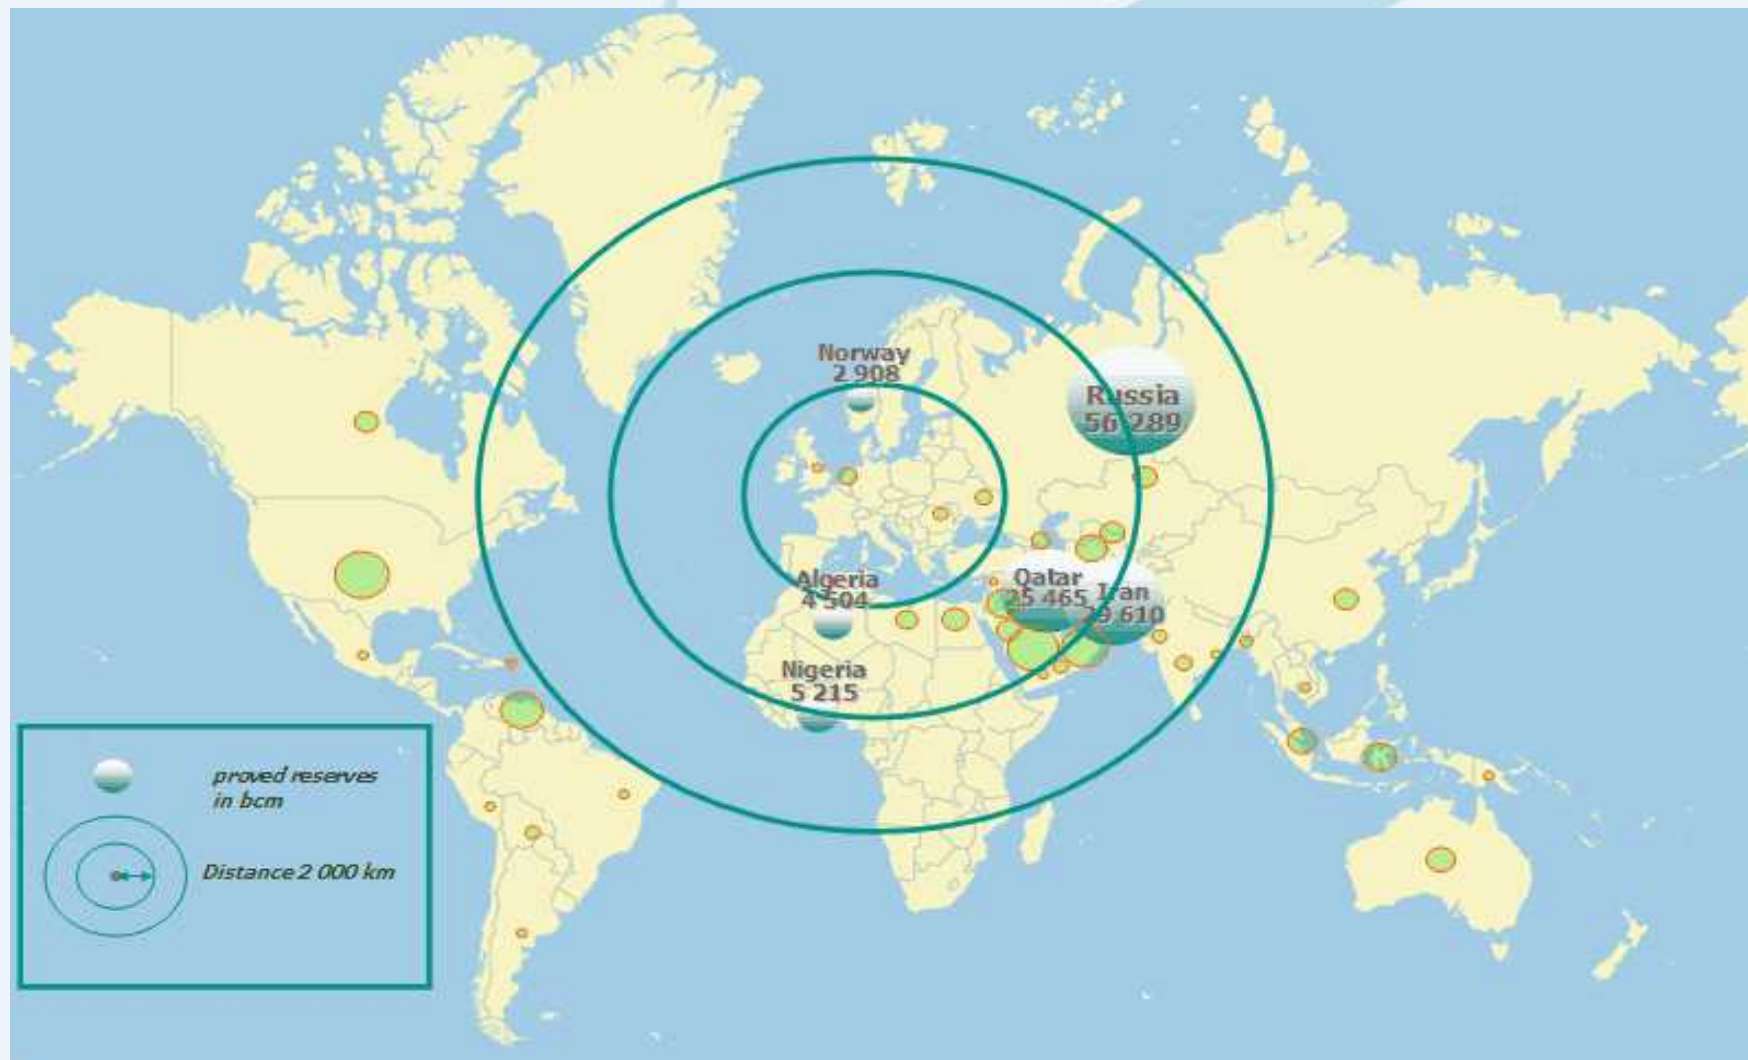 Norway
2 908
Russia
56 289
Algeria
4 504
Qatar
25 465
Iran
29 610
Nigeria
5 215
proved reserves
in bcm
Distance 2 000 km